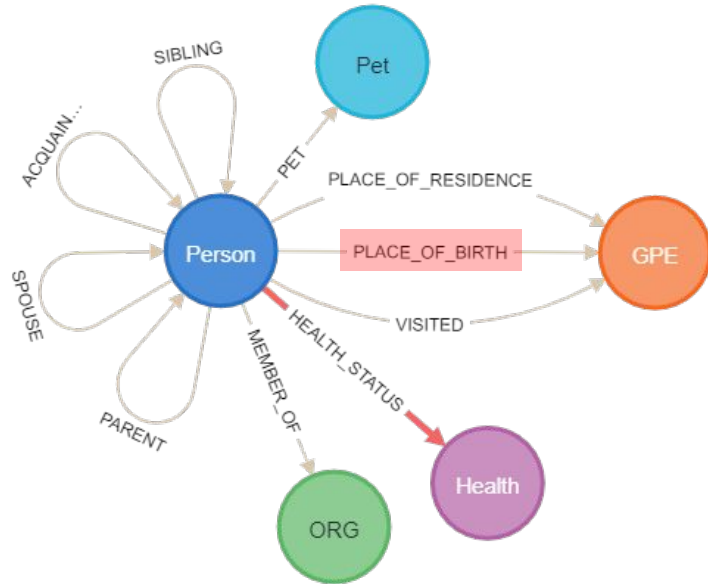 SIBLING
Pet
ACQUAIN...
PET
PLACE_OF_RESIDENCE
Person
PLACE_OF_BIRTH
GPE
SPOUSE
HEALTH_STATUS
VISITED
MEMBER_OF
PARENT
Health
ORG